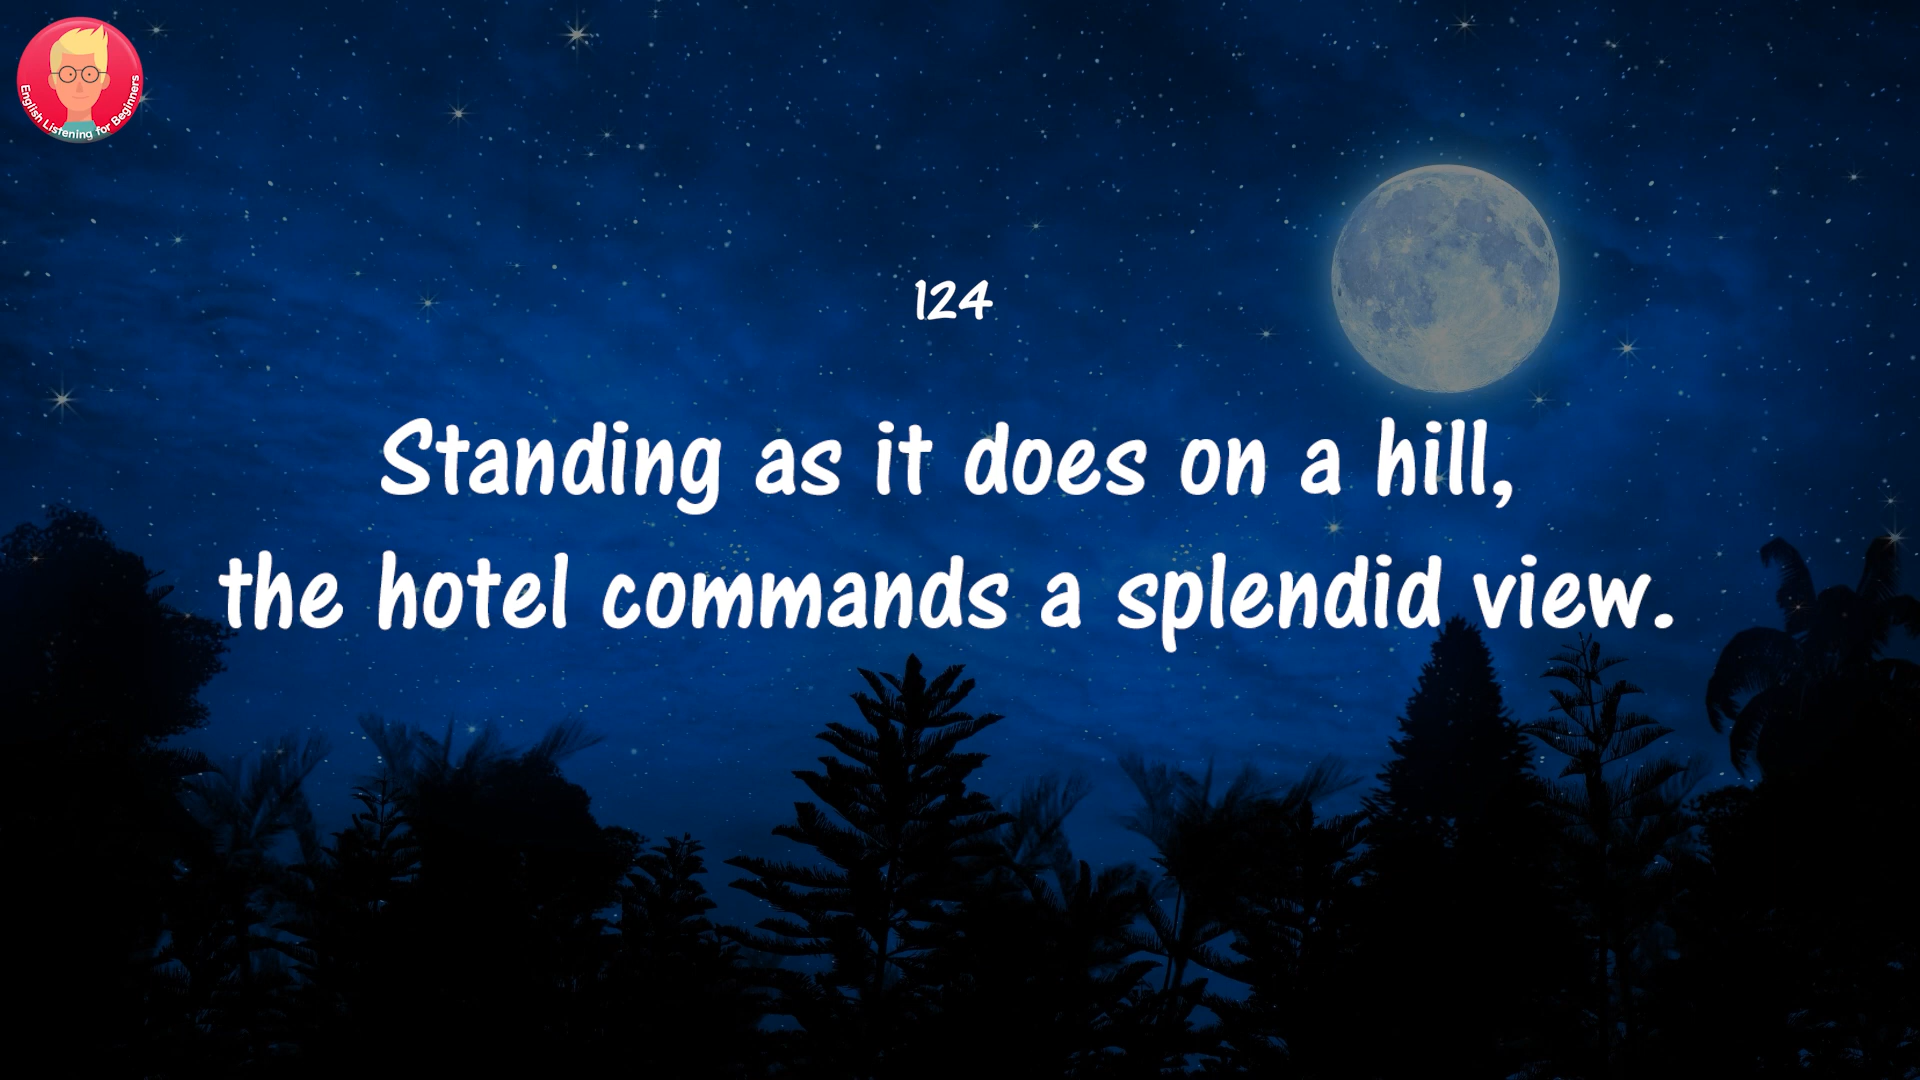 English Listening for Beginners
124
Standing as it does on a hill,
the hotel commands a splendid view.